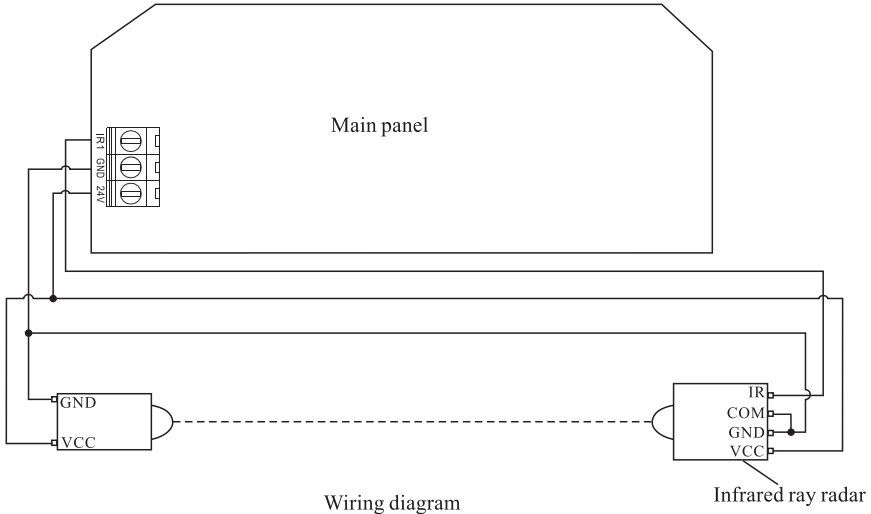 Main panel
IR1
GND
24V
GND
VCC
IR
COM
GND
VCC
Infrared ray radar
Wiring diagram